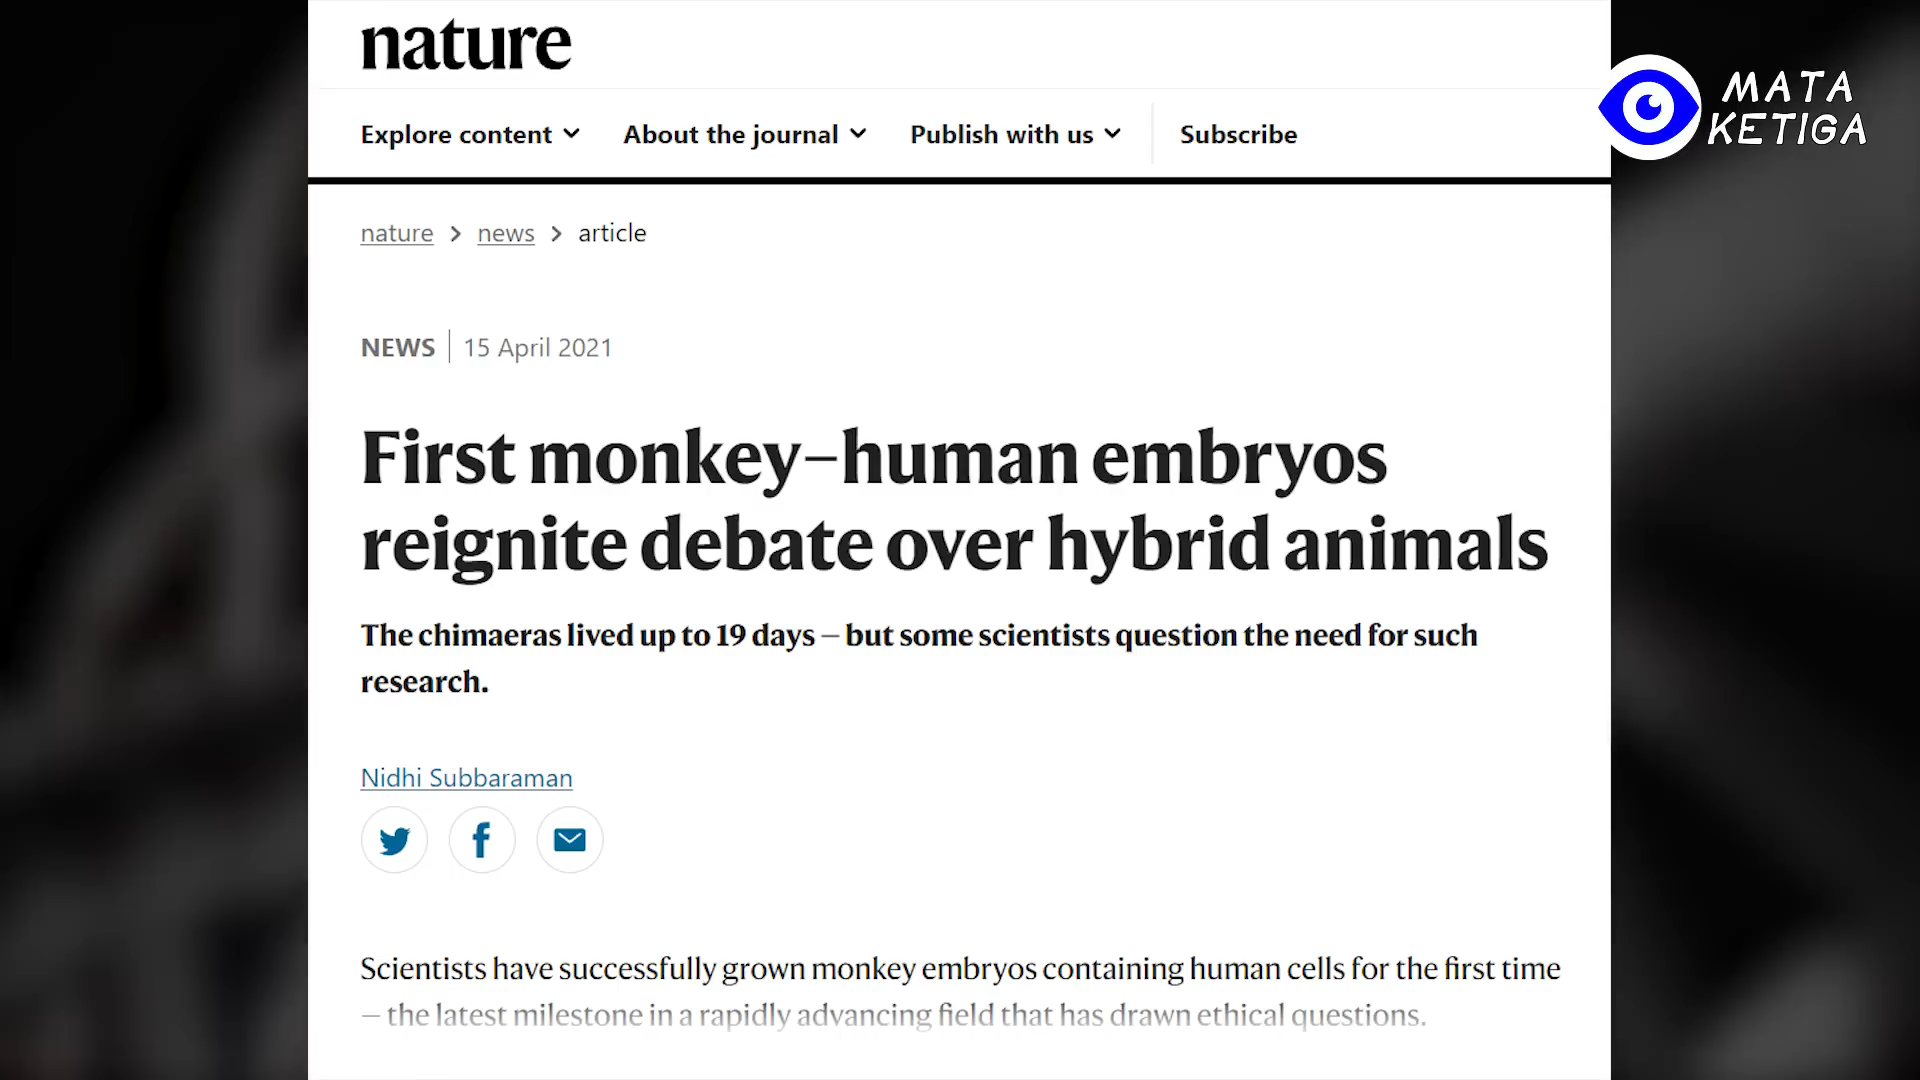 nature
MATA
KETIGA
Explore content
About the journal
Publish with us
Subscribe
nature > news > article
NEWS | 15 April 2021
First monkey–human embryos
reignite debate over hybrid animals
The chimaeras lived up to 19 days — but some scientists question the need for such
research.
Nidhi Subbaraman
Scientists have successfully grown monkey embryos containing human cells for the first time
— the latest milestone in a rapidly advancing field that has drawn ethical questions.